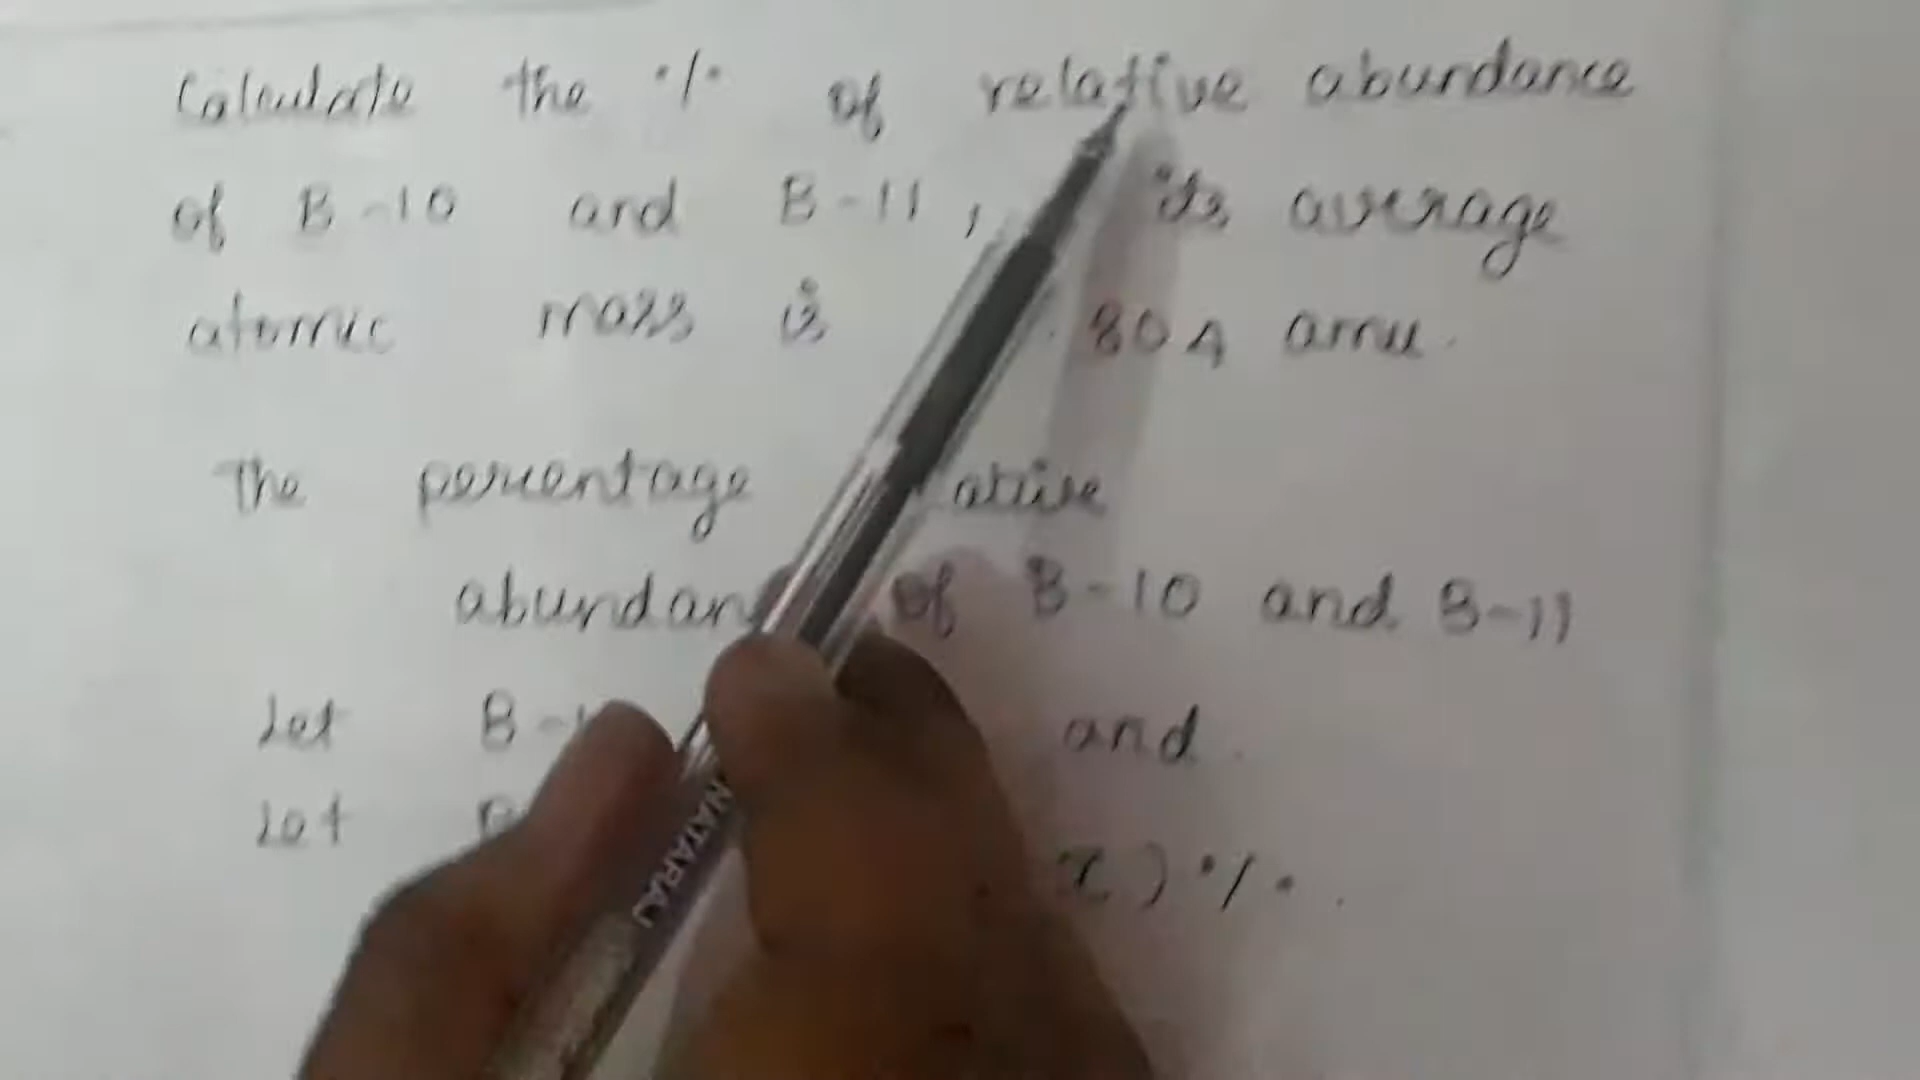 Calculate the % of relative abundance
of B-10 and B-11, its average
atomic mass is .804 amu.
The percentage
abundan of B-10 and B-11
Let B-1 and
Let x) %.
NATARAJ